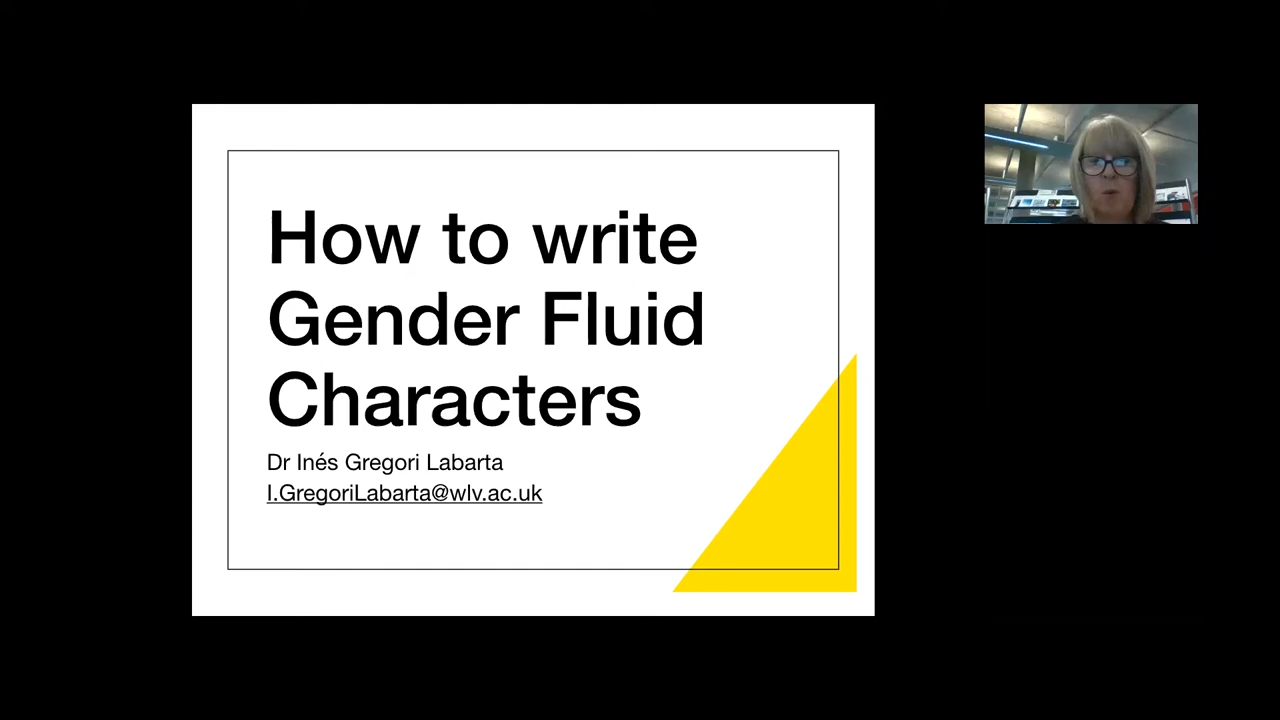 How to write
Gender Fluid
Characters
Dr Inés Gregori Labarta
I.GregoriLabarta@wlv.ac.uk